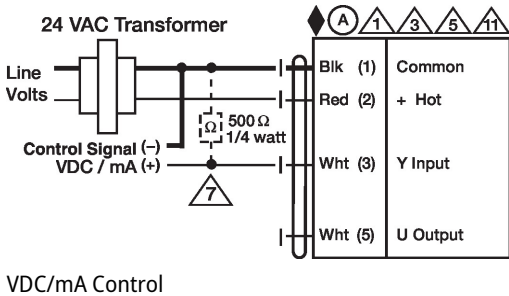 24 VAC Transformer
A 1 3 5 11
Line
Volts
Blk (1) Common
Red (2) + Hot
Ω 500 Ω
1/4 watt
Control Signal (–)
VDC / mA (+)
Wht (3) Y Input
7
Wht (5) U Output
VDC/mA Control